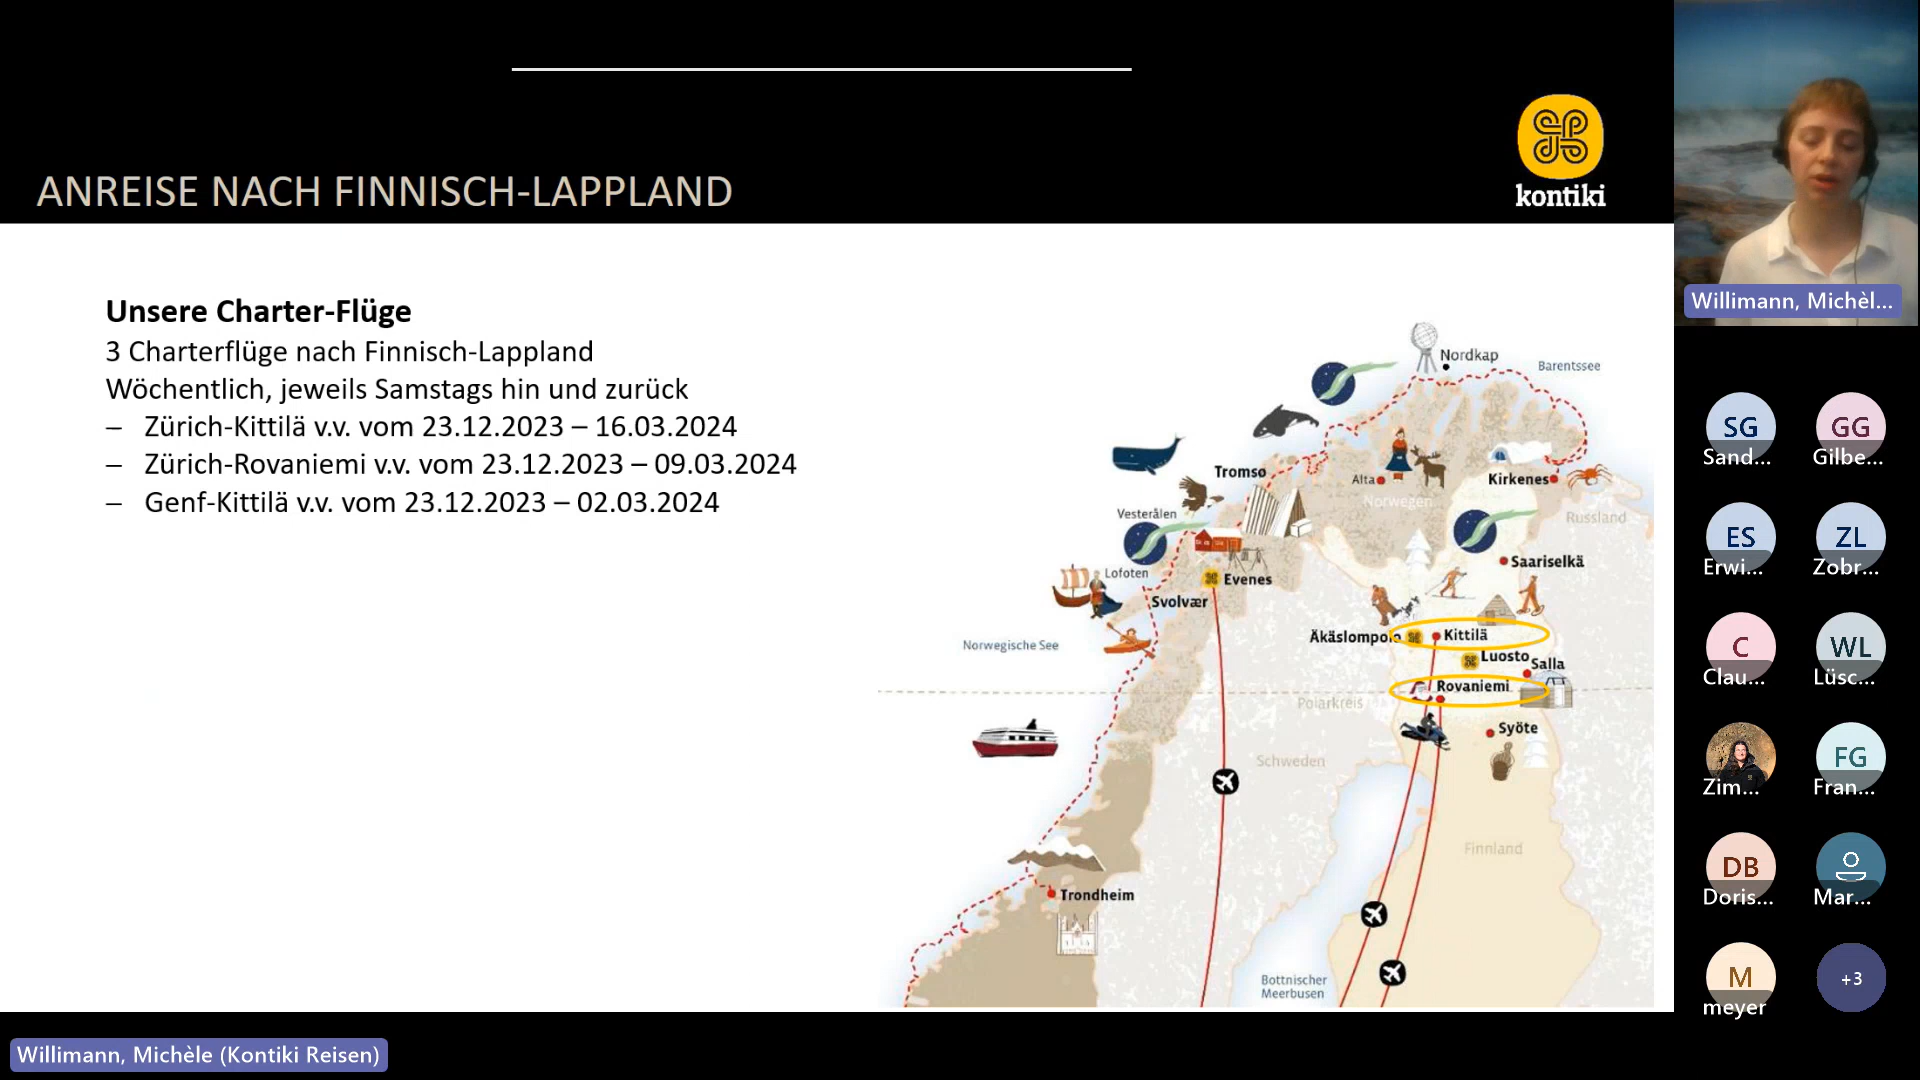 kontiki
ANREISE NACH FINNISCH-LAPPLAND
Unsere Charter-Flüge
3 Charterflüge nach Finnisch-Lappland
Wöchentlich, jeweils Samstags hin und zurück
– Zürich-Kittilä v.v. vom 23.12.2023 – 16.03.2024
– Zürich-Rovaniemi v.v. vom 23.12.2023 – 09.03.2024
– Genf-Kittilä v.v. vom 23.12.2023 – 02.03.2024
Nordkap
Barentssee
Tromsø
Alta
Kirkenes
Norwegen
Vesterålen
Russland
Saariselkä
Lofoten
Evenes
Svolvær
Äkäslompolo
Kittilä
Norwegische See
Luosto
Salla
Rovaniemi
Polarkreis
Syöte
Schweden
Finnland
Trondheim
Bottnischer
Meerbusen
Willimann, Michèl...
SG
GG
Sand...
Gilbe...
ES
ZL
Erwi...
Zobr...
C
WL
Clau...
Lüsc...
FG
Zim...
Fran...
DB
Doris...
Mar...
M
+3
meyer
Willimann, Michèle (Kontiki Reisen)